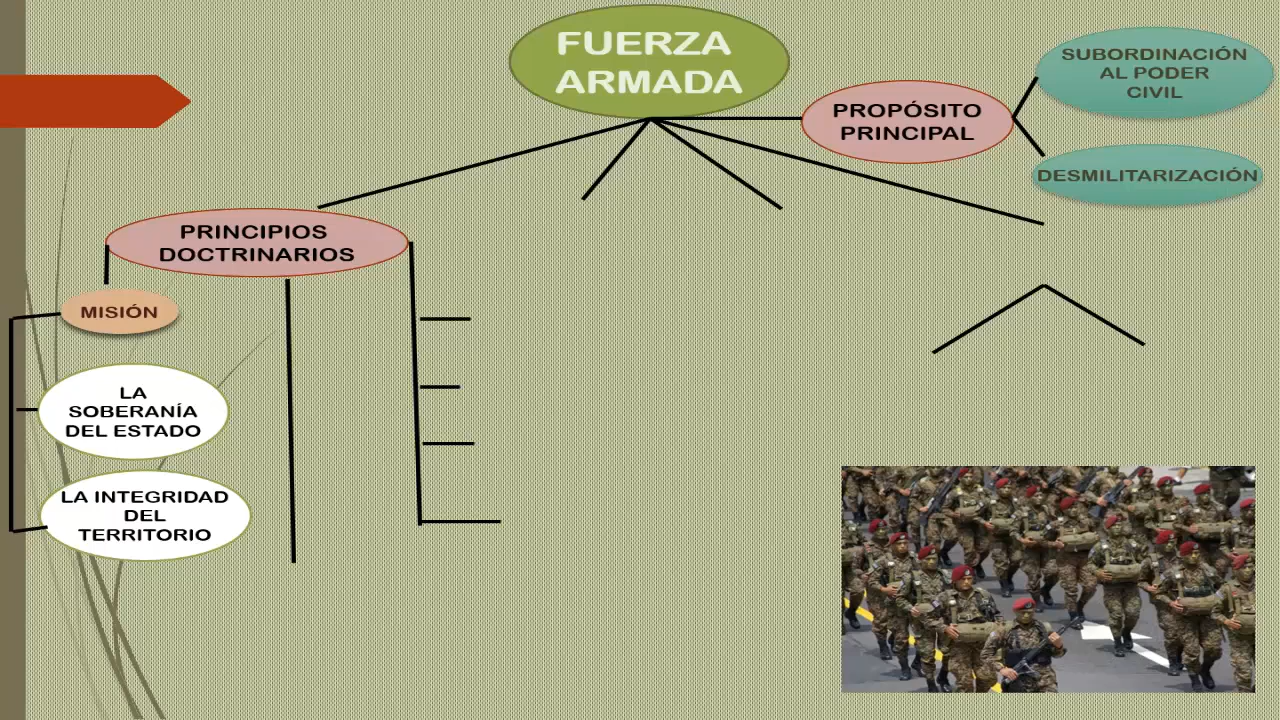 FUERZA
ARMADA
PROPÓSITO
PRINCIPAL
SUBORDINACIÓN
AL PODER
CIVIL
DESMILITARIZACIÓN
PRINCIPIOS
DOCTRINARIOS
MISIÓN
LA
SOBERANÍA
DEL ESTADO
LA INTEGRIDAD
DEL
TERRITORIO